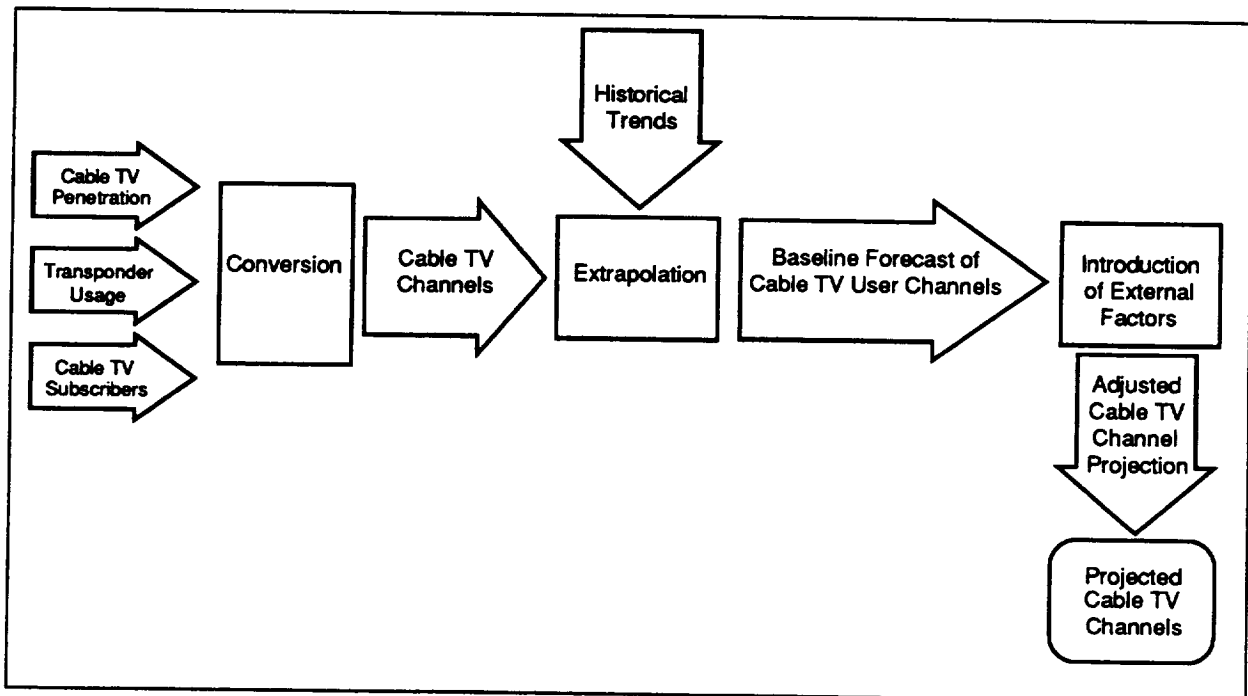 Historical
Trends
Cable TV
Penetration
Transponder
Usage
Cable TV
Subscribers
Conversion
Cable TV
Channels
Extrapolation
Baseline Forecast of
Cable TV User Channels
Introduction
of External
Factors
Adjusted
Cable TV
Channel
Projection
Projected
Cable TV
Channels